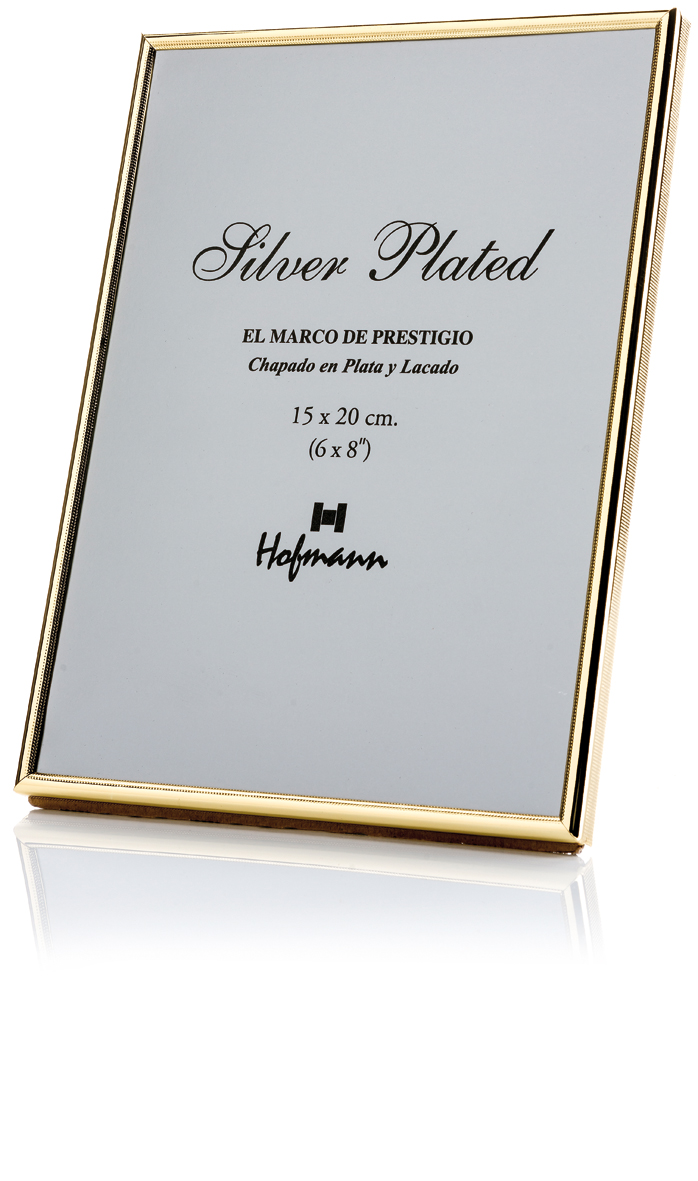 Silver Plated
EL MARCO DE PRESTIGIO
Chapado en Plata y Lacado
15 x 20 cm.
(6 x 8")
Hofmann